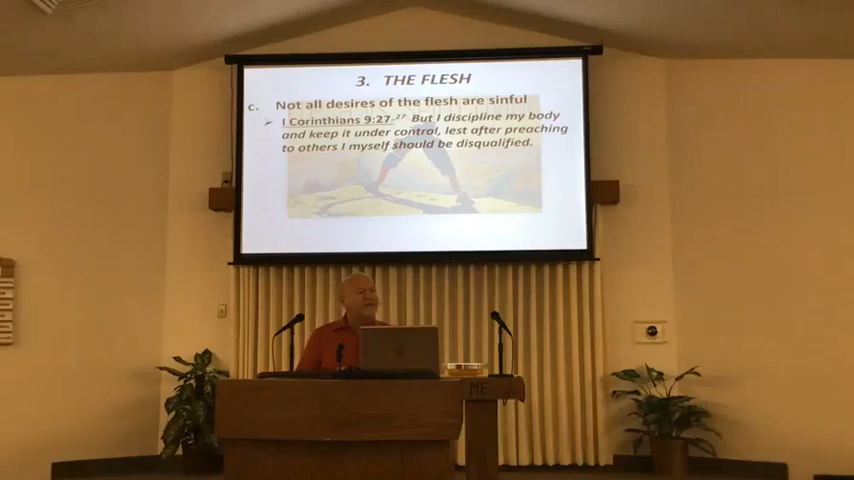 3. THE FLESH
C. Not all desires of the flesh are sinful
➢ I Corinthians 9:27 27 But I discipline my body
and keep it under control, lest after preaching
to others I myself should be disqualified.